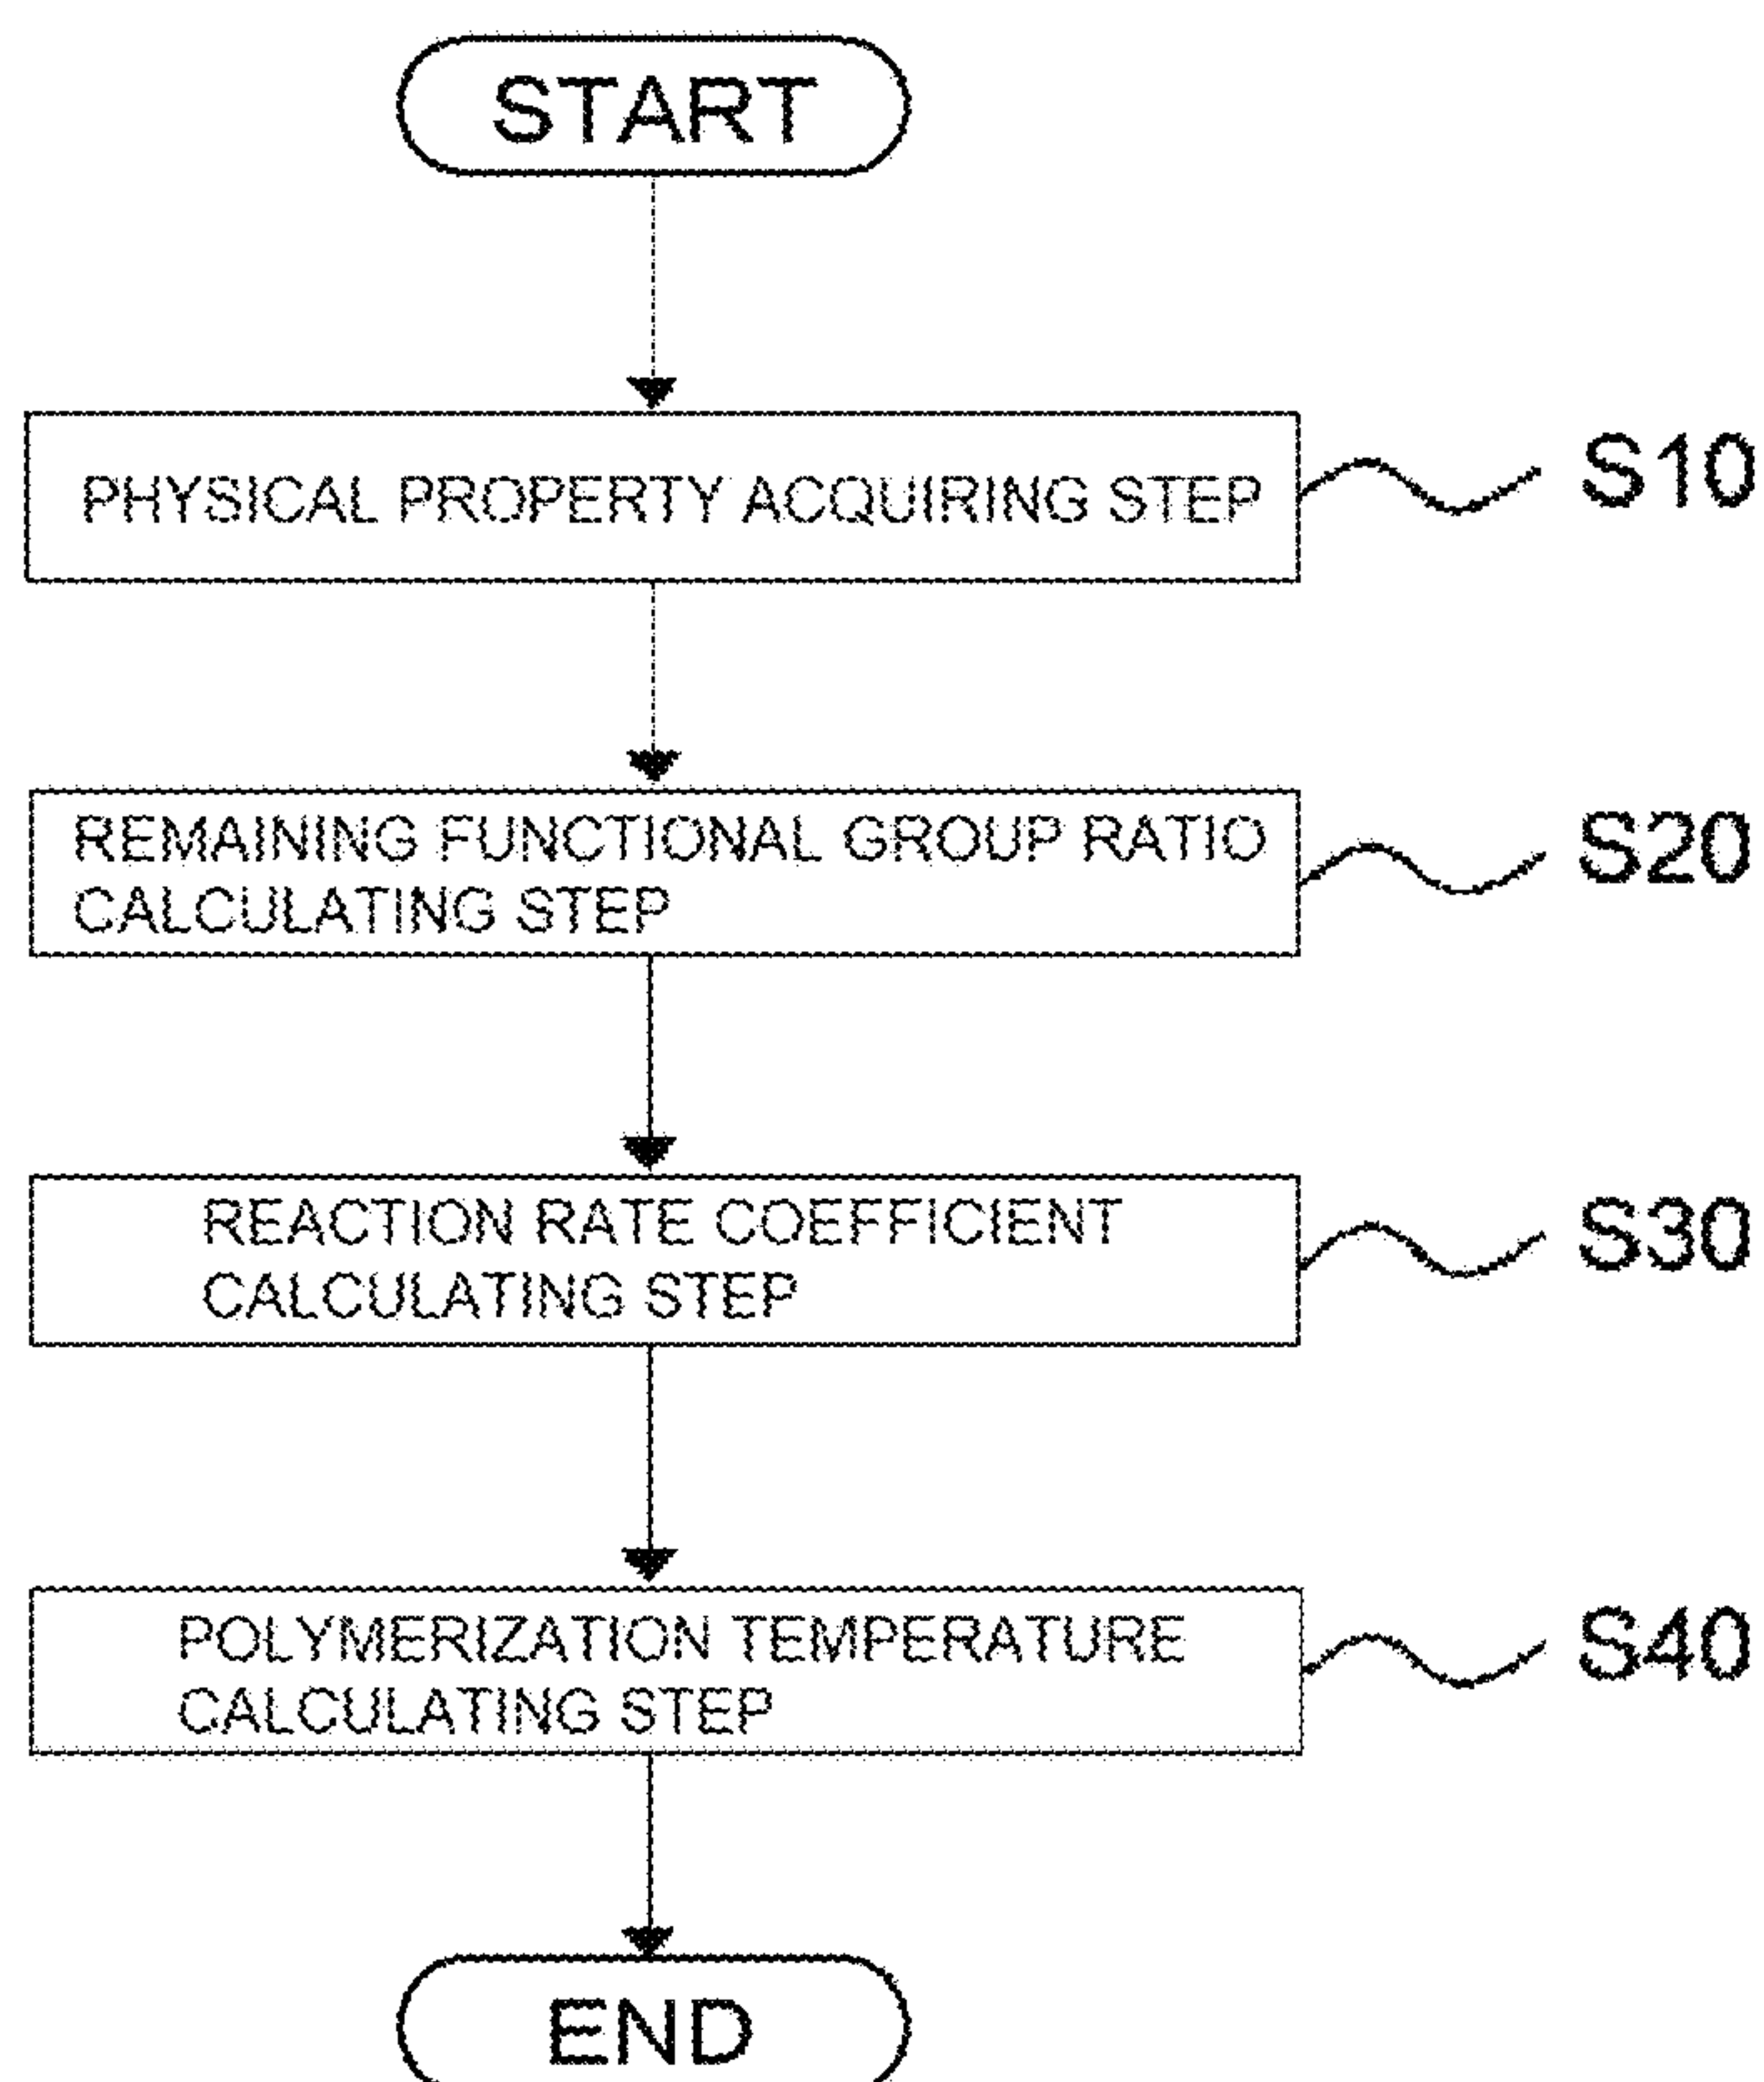 START
PHYSICAL PROPERTY ACQUIRING STEP
S10
REMAINING FUNCTIONAL GROUP RATIO
CALCULATING STEP
S20
REACTION RATE COEFFICIENT
CALCULATING STEP
S30
POLYMERIZATION TEMPERATURE
CALCULATING STEP
S40
END